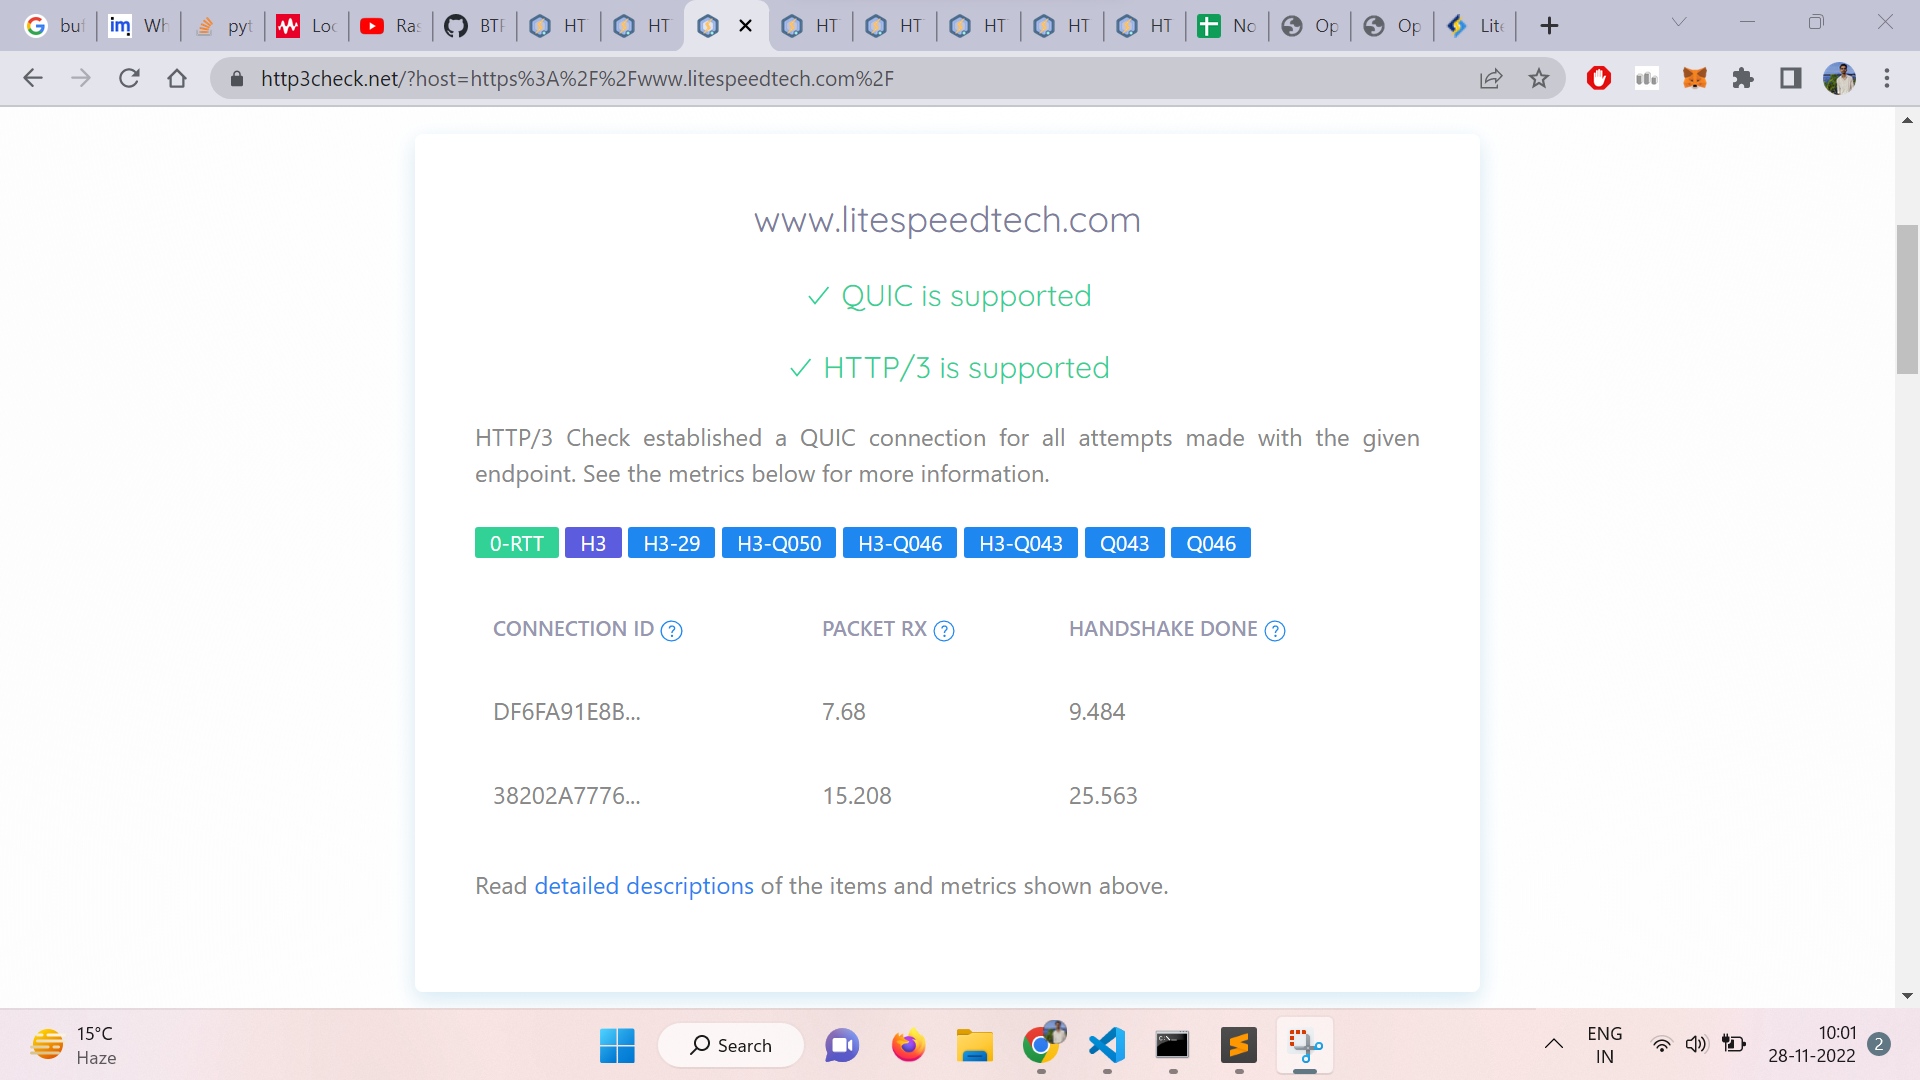 buf
Wh
pyt
Loc
Ras
BTP
HT
HT
HT
HT
HT
HT
HT
No
Op
Op
Lite
http3check.net/?host=https%3A%2F%2Fwww.litespeedtech.com%2F
www.litespeedtech.com
QUIC is supported
HTTP/3 is supported
HTTP/3 Check established a QUIC connection for all attempts made with the given
endpoint. See the metrics below for more information.
0-RTT H3 H3-29 H3-Q050 H3-Q046 H3-Q043 Q043 Q046
CONNECTION ID ? PACKET RX ? HANDSHAKE DONE ?
DF6FA91E8B... 7.68 9.484
38202A7776... 15.208 25.563
Read detailed descriptions of the items and metrics shown above.
15°C
Haze
Search
ENG
IN
10:01
28-11-2022
2